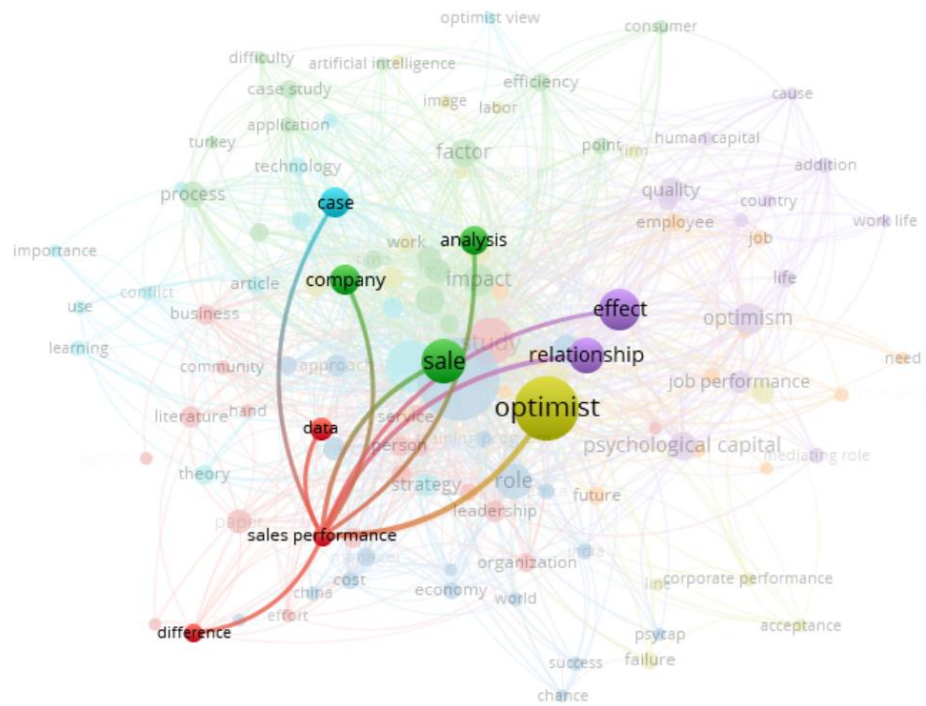 optimist view
consumer
difficulty
artificial intelligence
efficiency
case study
cause
image
labor
application
turkey
human capital
factor
point
firm
technology
addition
process
quality
case
country
employee
work life
job
analysis
work
importance
company
impact
life
article
conflict
use
effect
business
optimism
study
learning
sale
relationship
need
community
approach
job performance
optimist
literature
hand
service
data
person
psychological capital
mediating role
theory
strategy
role
future
leadership
paper
sales performance
manager
india
organization
cost
line
corporate performance
china
economy
world
effort
acceptance
difference
psycap
success
failure
chance